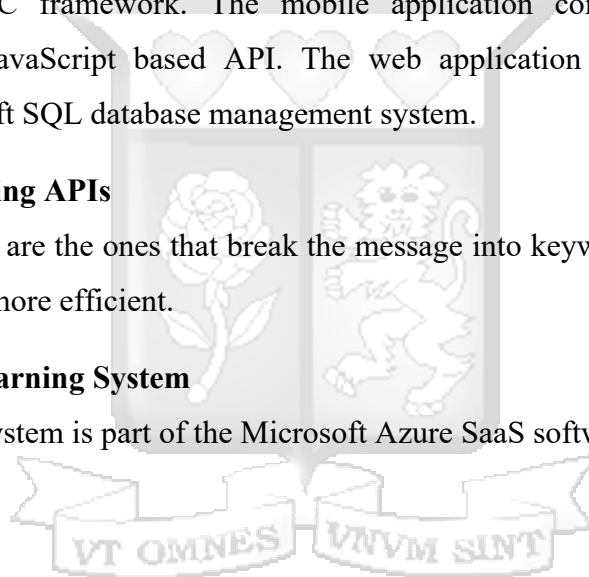 C framework. The mobile application con
avaScript based API. The web application
ft SQL database management system.
ing APIs
are the ones that break the message into keyw
more efficient.
arning System
ystem is part of the Microsoft Azure SaaS softw
VT OMNES VNVM SINT